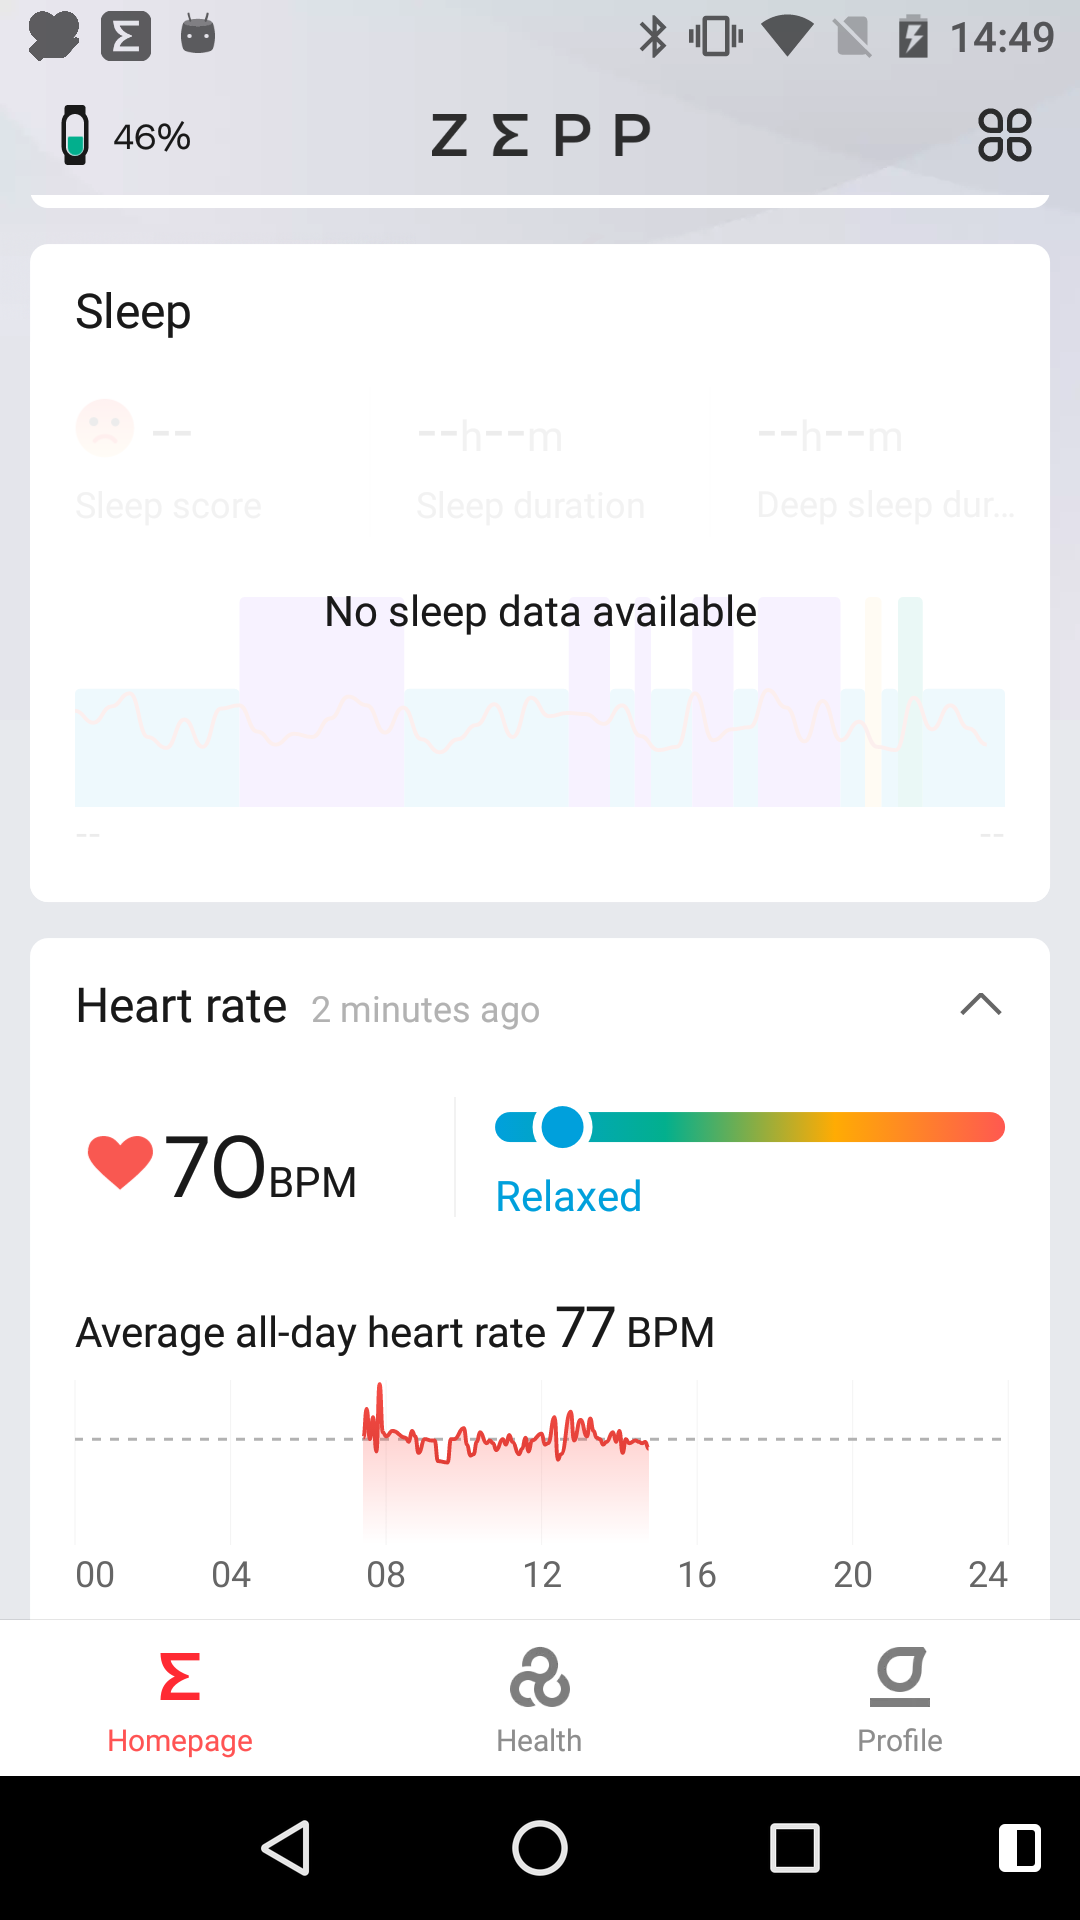 14:49
46%
ZEPP
Sleep
--
--h--m
--h--m
Sleep score
Sleep duration
Deep sleep dur...
No sleep data available
--
--
Heart rate 2 minutes ago
70BPM
Relaxed
Average all-day heart rate 77 BPM
00 04 08 12 16 20 24
Homepage
Health
Profile